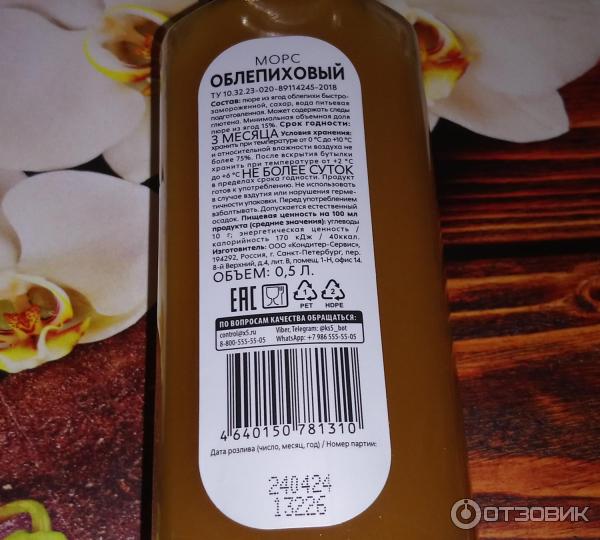 МОРС
ОБЛЕПИХОВЫЙ
ТУ 10.32.23-020-89114245-2018
Состав: пюре из ягод облепихи быстро-
замороженной, сахар, вода питьевая
подготовленная. Может содержать следы
глютена. Минимальная объемная доля
пюре из ягод 15%. Срок годности:
3 МЕСЯЦА Условия хранения:
хранить при температуре от 0 °С до +10 °С
и относительной влажности воздуха не
более 75%. После вскрытия бутылки
хранить при температуре от +2 °С
до +6 °С НЕ БОЛЕЕ СУТОК
в пределах срока годности. Продукт
готов к употреблению. Не использовать
в случае вздутия или нарушения герме-
тичности упаковки. Перед употреблением
взбалтывать. Допускается естественный
осадок. Пищевая ценность на 100 мл
продукта (средние значения): углеводы
10 г; энергетическая ценность /
калорийность 170 кДж / 40ккал.
Изготовитель: ООО «Кондитер-Сервис»,
194292, Россия, г. Санкт-Петербург, пер.
8-й Верхний, д.4, лит. В, помещ. 1-Н, офис 14.
ОБЪЕМ: 0,5 Л.
EAC 1 2
PET HDPE
ПО ВОПРОСАМ КАЧЕСТВА ОБРАЩАТЬСЯ:
control@x5.ru Viber, Telegram: @ks5_bot
8-800-555-55-05 WhatsApp: +7 986 555-55-05
4 640150 781310
Дата розлива (число, месяц, год) / Номер партии:
240424
13226
ОТЗОВИК